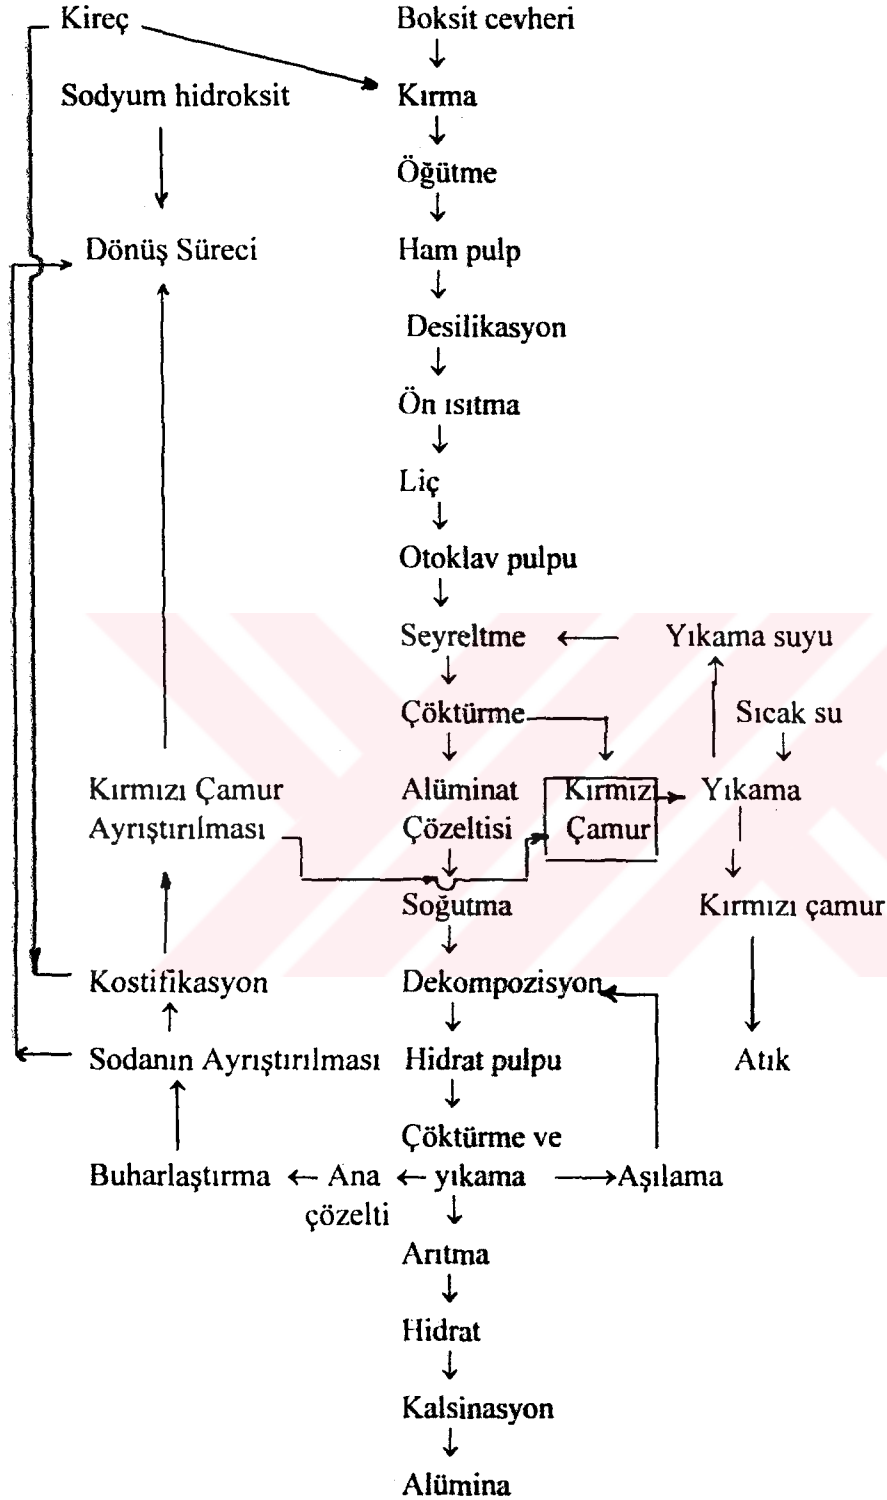 Kireç Boksit cevheri
Sodyum hidroksit Kırma
Öğütme
Dönüş Süreci Ham pulp
Desilikasyon
Ön ısıtma
Liç
Otoklav pulpu
Seyreltme Yıkama suyu
Çöktürme Sıcak su
Kırmızı Çamur Alüminat Kırmız Yıkama
Ayrıştırılması Çözeltisi Çamur
Soğutma Kırmızı çamur
Kostifikasyon Dekompozisyon
Sodanın Ayrıştırılması Hidrat pulpu Atık
Çöktürme ve
Buharlaştırma Ana yıkama Aşılama
çözelti
Arıtma
Hidrat
Kalsinasyon
Alümina